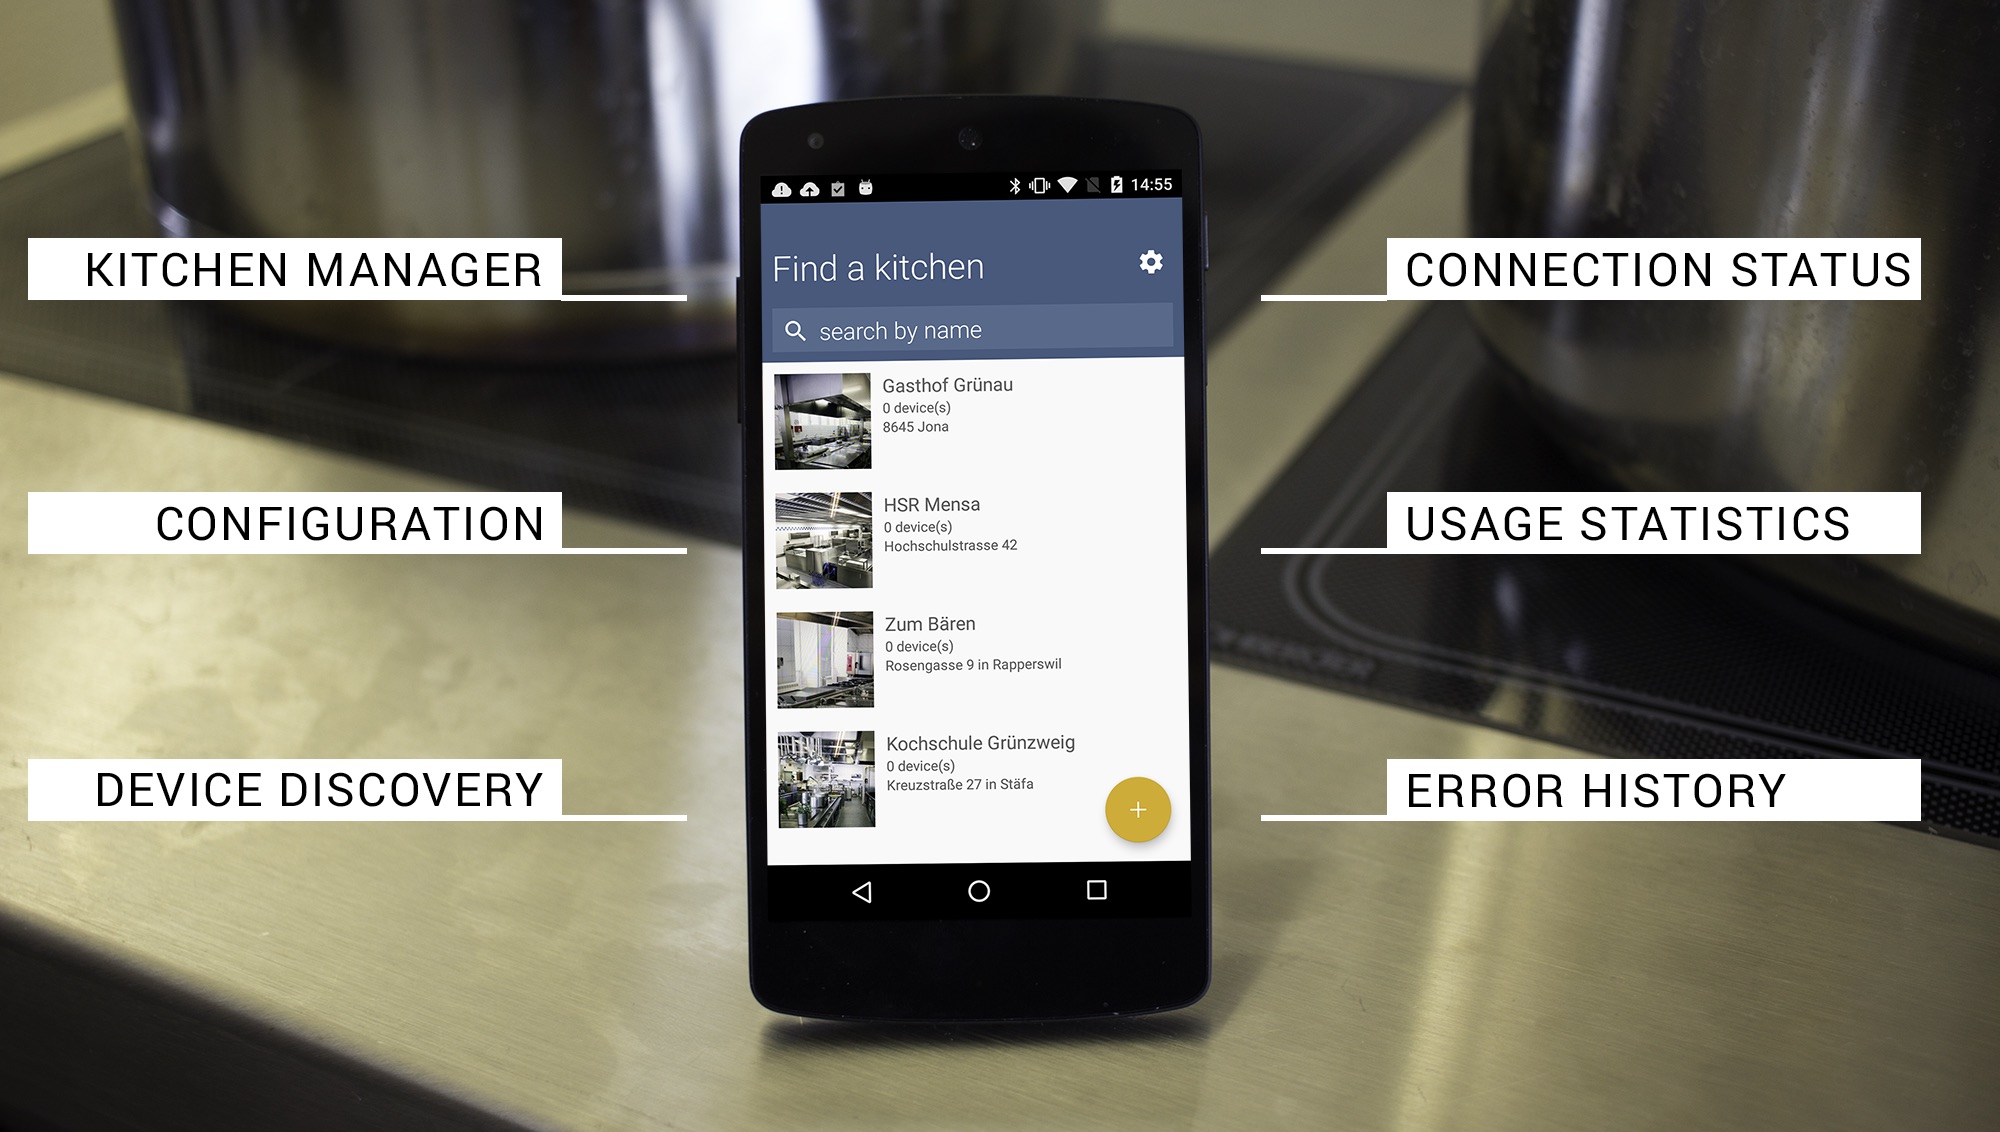 14:55
Find a kitchen
search by name
Gasthof Grünau
0 device(s)
8645 Jona
HSR Mensa
0 device(s)
Hochschulstrasse 42
Zum Bären
0 device(s)
Rosengasse 9 in Rapperswil
Kochschule Grünzweig
0 device(s)
Kreuzstraße 27 in Stäfa
KITCHEN MANAGER
CONFIGURATION
DEVICE DISCOVERY
CONNECTION STATUS
USAGE STATISTICS
ERROR HISTORY